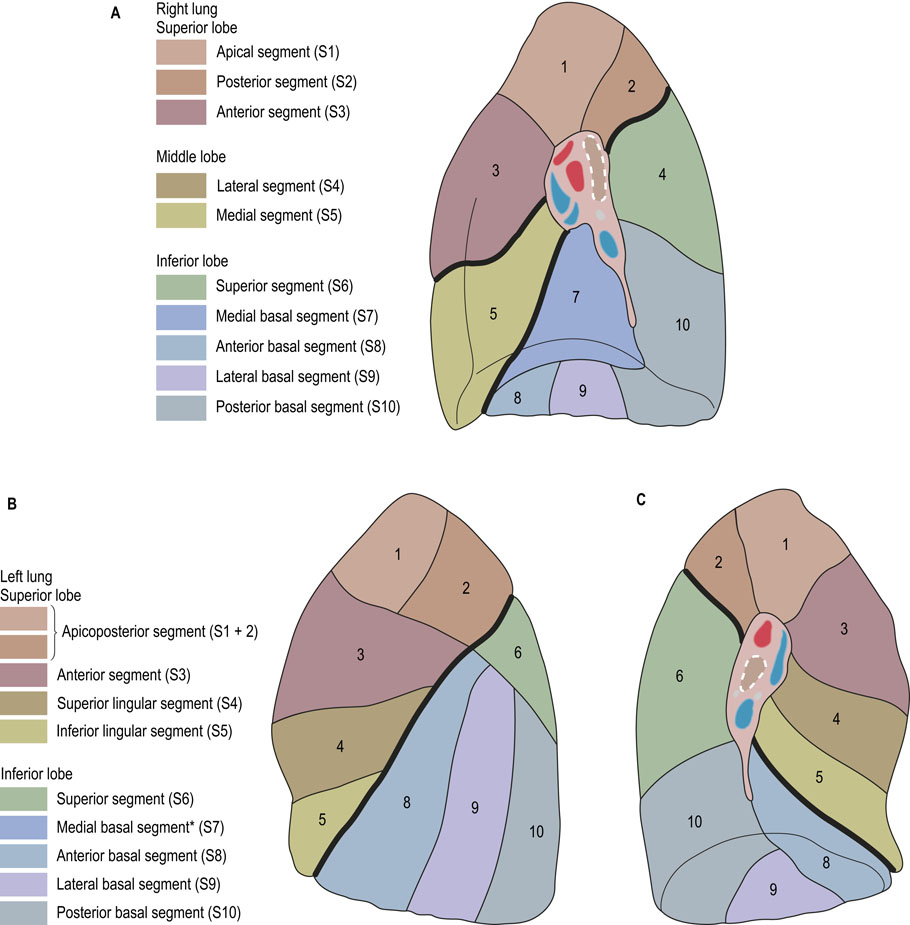 A
Right lung
Superior lobe
Apical segment (S1)
Posterior segment (S2)
Anterior segment (S3)
Middle lobe
Lateral segment (S4)
Medial segment (S5)
Inferior lobe
Superior segment (S6)
Medial basal segment (S7)
Anterior basal segment (S8)
Lateral basal segment (S9)
Posterior basal segment (S10)
1
2
3
4
5
7
10
8
9
B
Left lung
Superior lobe
Apicoposterior segment (S1 + 2)
Anterior segment (S3)
Superior lingular segment (S4)
Inferior lingular segment (S5)
Inferior lobe
Superior segment (S6)
Medial basal segment* (S7)
Anterior basal segment (S8)
Lateral basal segment (S9)
Posterior basal segment (S10)
1
2
3
6
4
5
8
9
10
C
1
2
3
6
4
5
10
8
9